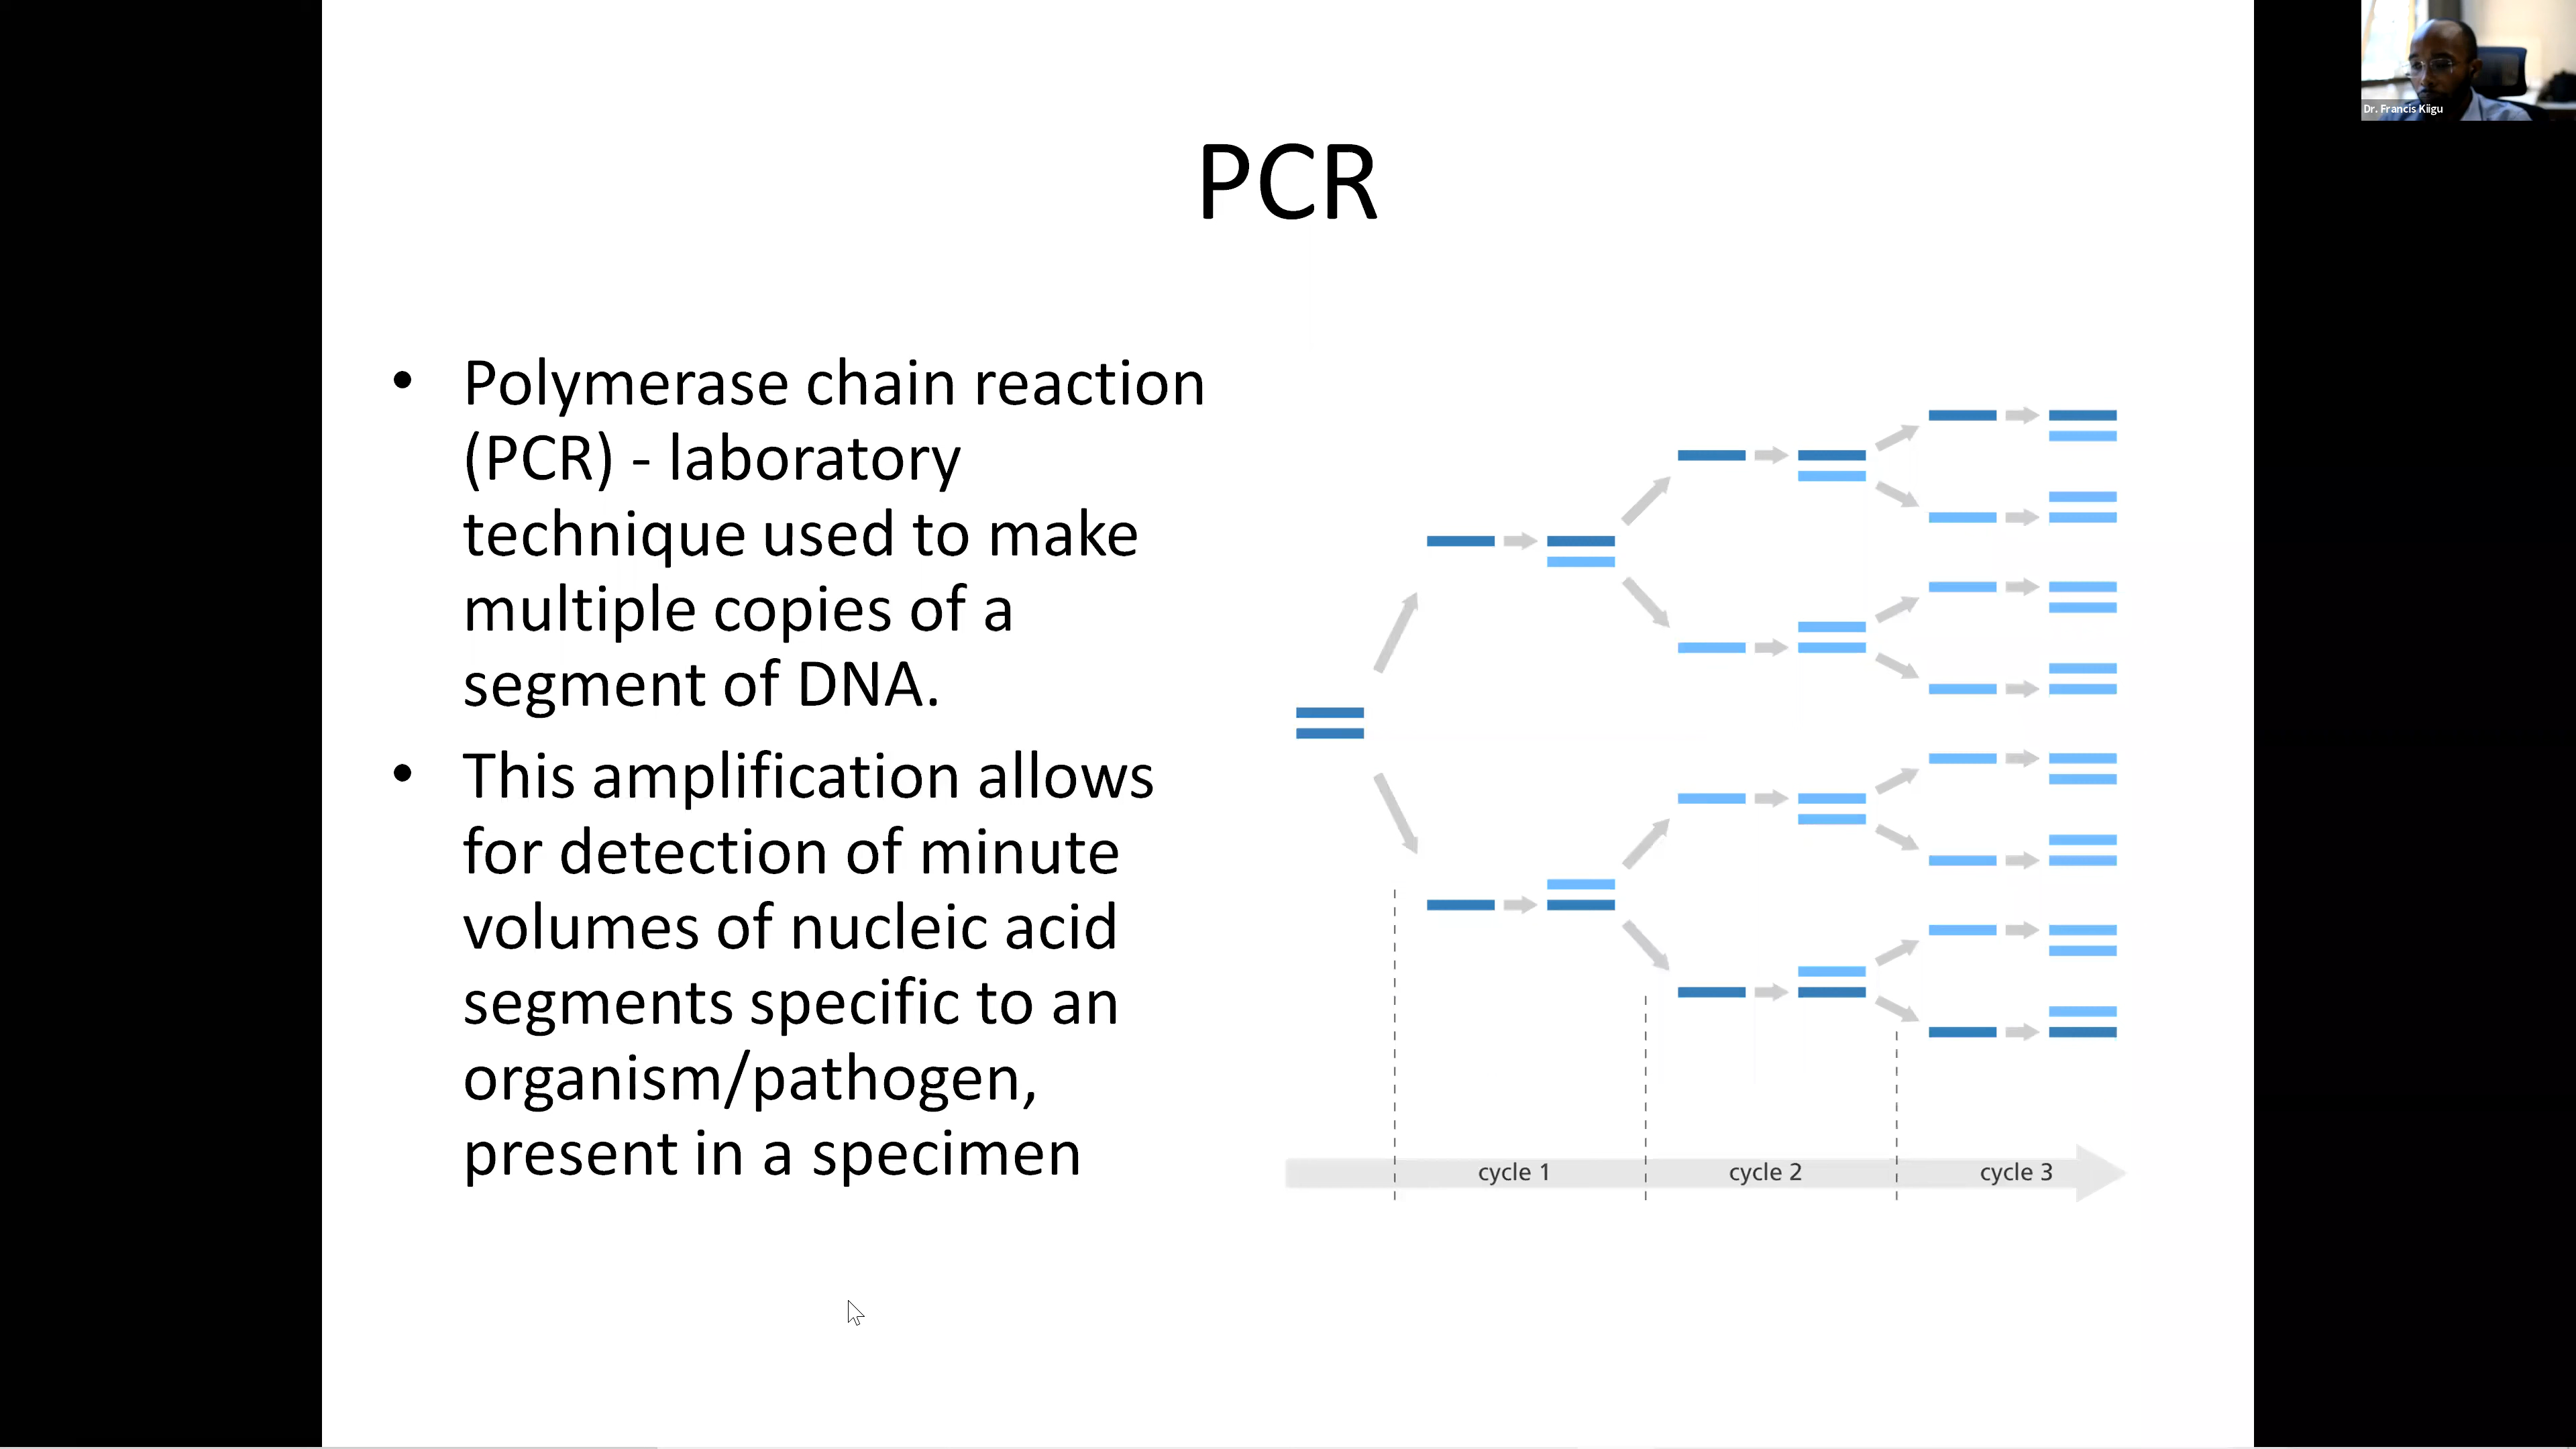 Dr. Francis Kiigu
PCR
• Polymerase chain reaction
(PCR) - laboratory
technique used to make
multiple copies of a
segment of DNA.
• This amplification allows
for detection of minute
volumes of nucleic acid
segments specific to an
organism/pathogen,
present in a specimen
cycle 1
cycle 2
cycle 3